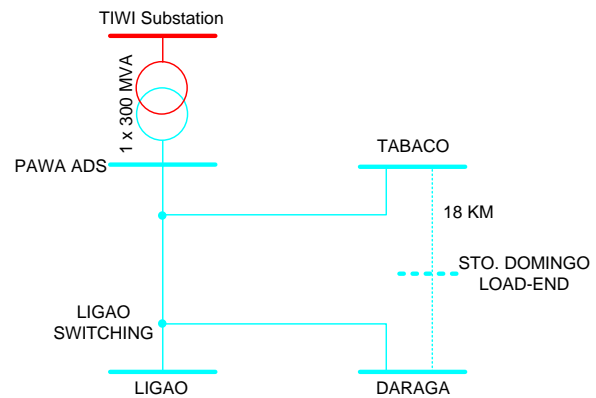 TIWI Substation
1 x 300 MVA
PAWA ADS
TABACO
18 KM
STO. DOMINGO
LOAD-END
LIGAO
SWITCHING
LIGAO
DARAGA